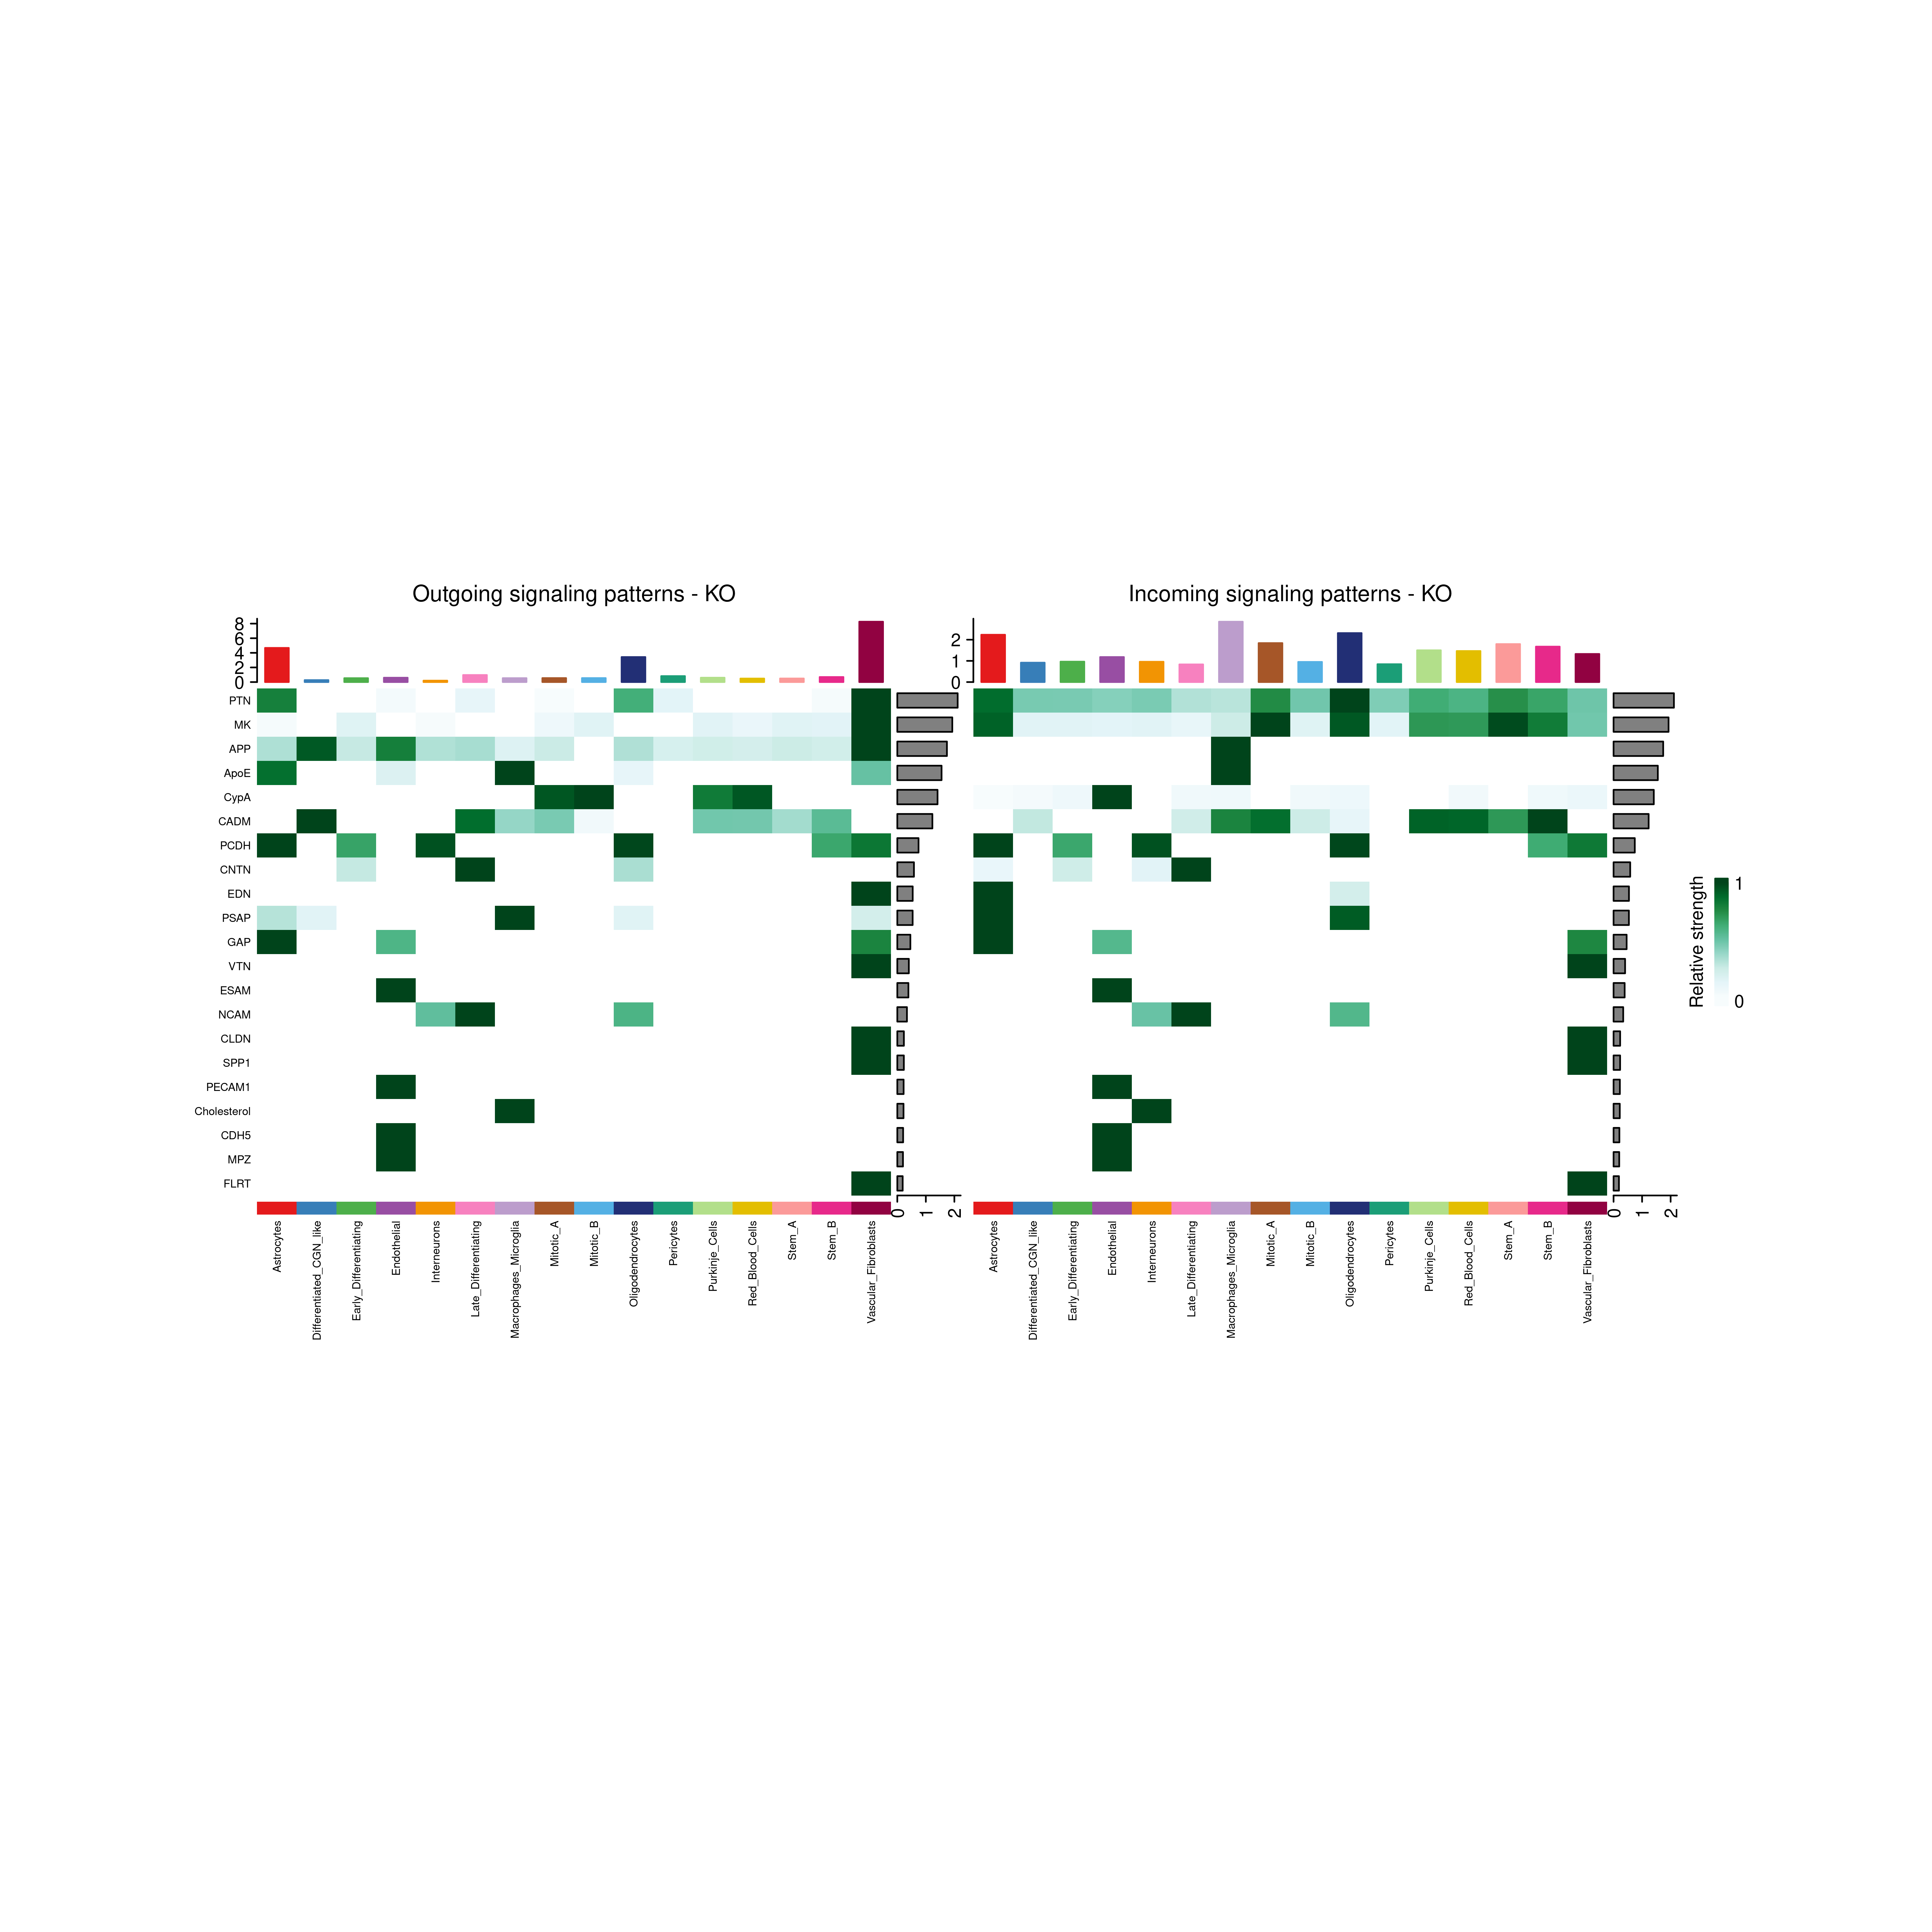 Outgoing signaling patterns - KO
8
6
4
2
0
PTN
MK
APP
ApoE
CypA
CADM
PCDH
CNTN
EDN
PSAP
GAP
VTN
ESAM
NCAM
CLDN
SPP1
PECAM1
Cholesterol
CDH5
MPZ
FLRT
0
1
2
Astrocytes
Differentiated_CGN_like
Early_Differentiating
Endothelial
Interneurons
Late_Differentiating
Macrophages_Microglia
Mitotic_A
Mitotic_B
Oligodendrocytes
Pericytes
Purkinje_Cells
Red_Blood_Cells
Stem_A
Stem_B
Vascular_Fibroblasts
Incoming signaling patterns - KO
2
1
0
0
1
2
Astrocytes
Differentiated_CGN_like
Early_Differentiating
Endothelial
Interneurons
Late_Differentiating
Macrophages_Microglia
Mitotic_A
Mitotic_B
Oligodendrocytes
Pericytes
Purkinje_Cells
Red_Blood_Cells
Stem_A
Stem_B
Vascular_Fibroblasts
Relative strength
1
0